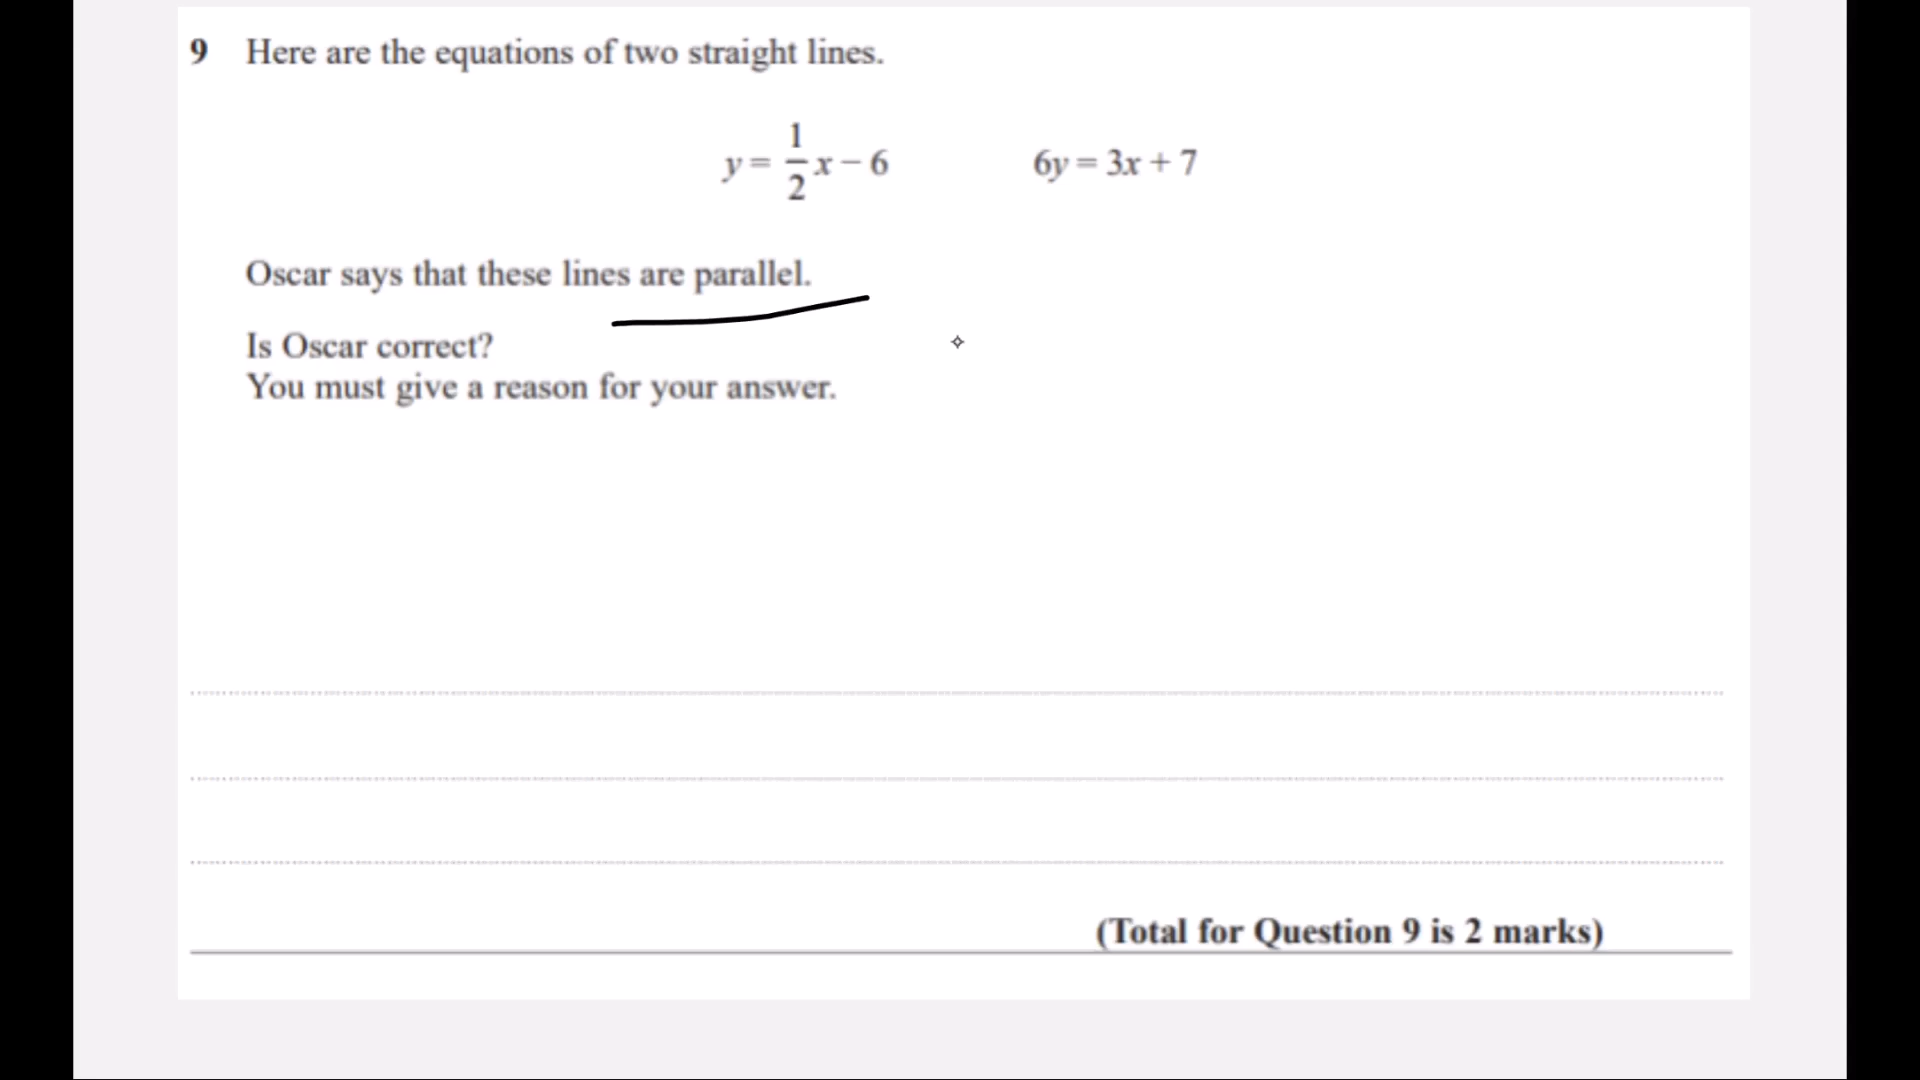 9 Here are the equations of two straight lines.
y = 1/2 x – 6    6y = 3x + 7
Oscar says that these lines are parallel.
Is Oscar correct?
You must give a reason for your answer.
(Total for Question 9 is 2 marks)